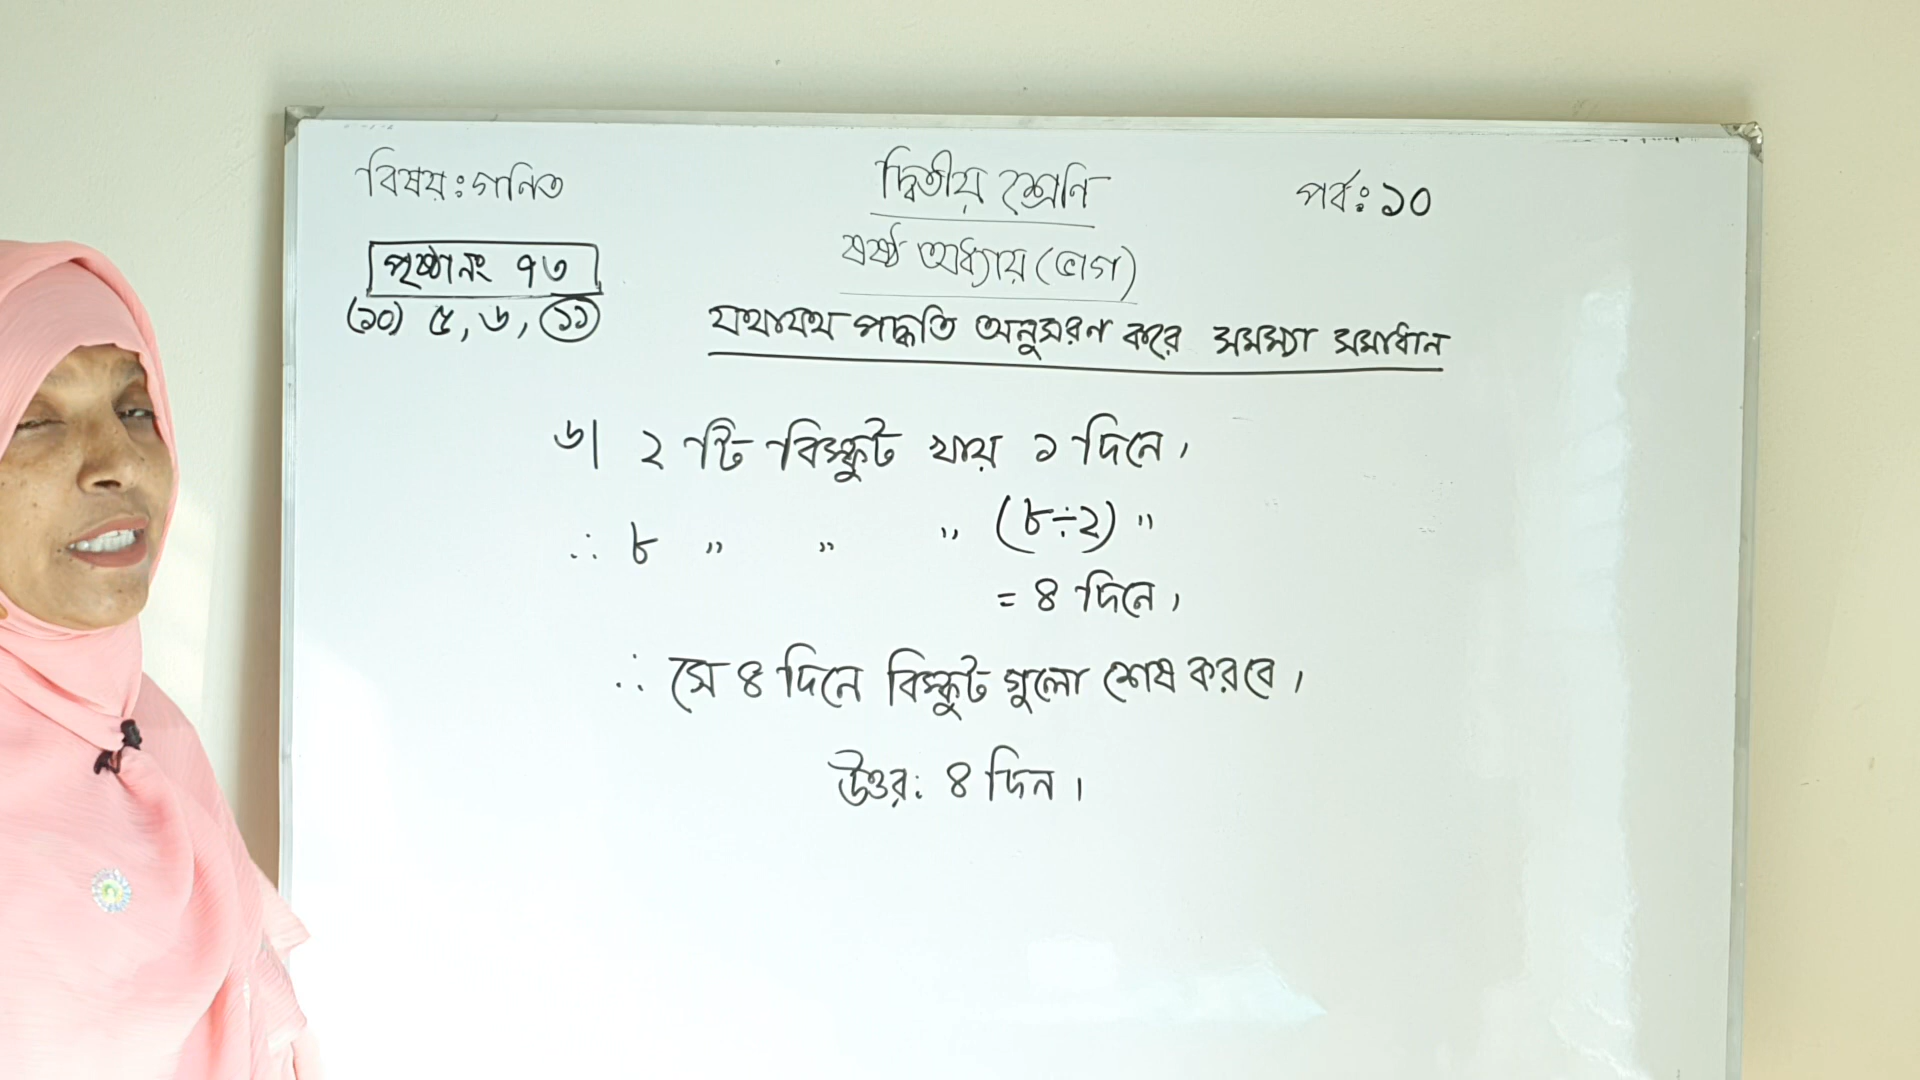 বিষয়ঃ গনিত
দ্বিতীয় শ্রেণি
পর্বঃ ১০
ষষ্ঠ অধ্যায় (ভাগ)
পৃষ্ঠা নং ৭৩
(১০) ৫, ৬, ১১
যথাযথ পদ্ধতি অনুসরণ করে সমস্যা সমাধান
৬। ২ টি বিস্কুট খায় ১ দিনে,
∴ ৮ " " " (৮÷২) "
= ৪ দিনে,
∴ সে ৪ দিনে বিস্কুট গুলো শেষ করবে।
উত্তর: ৪ দিন।